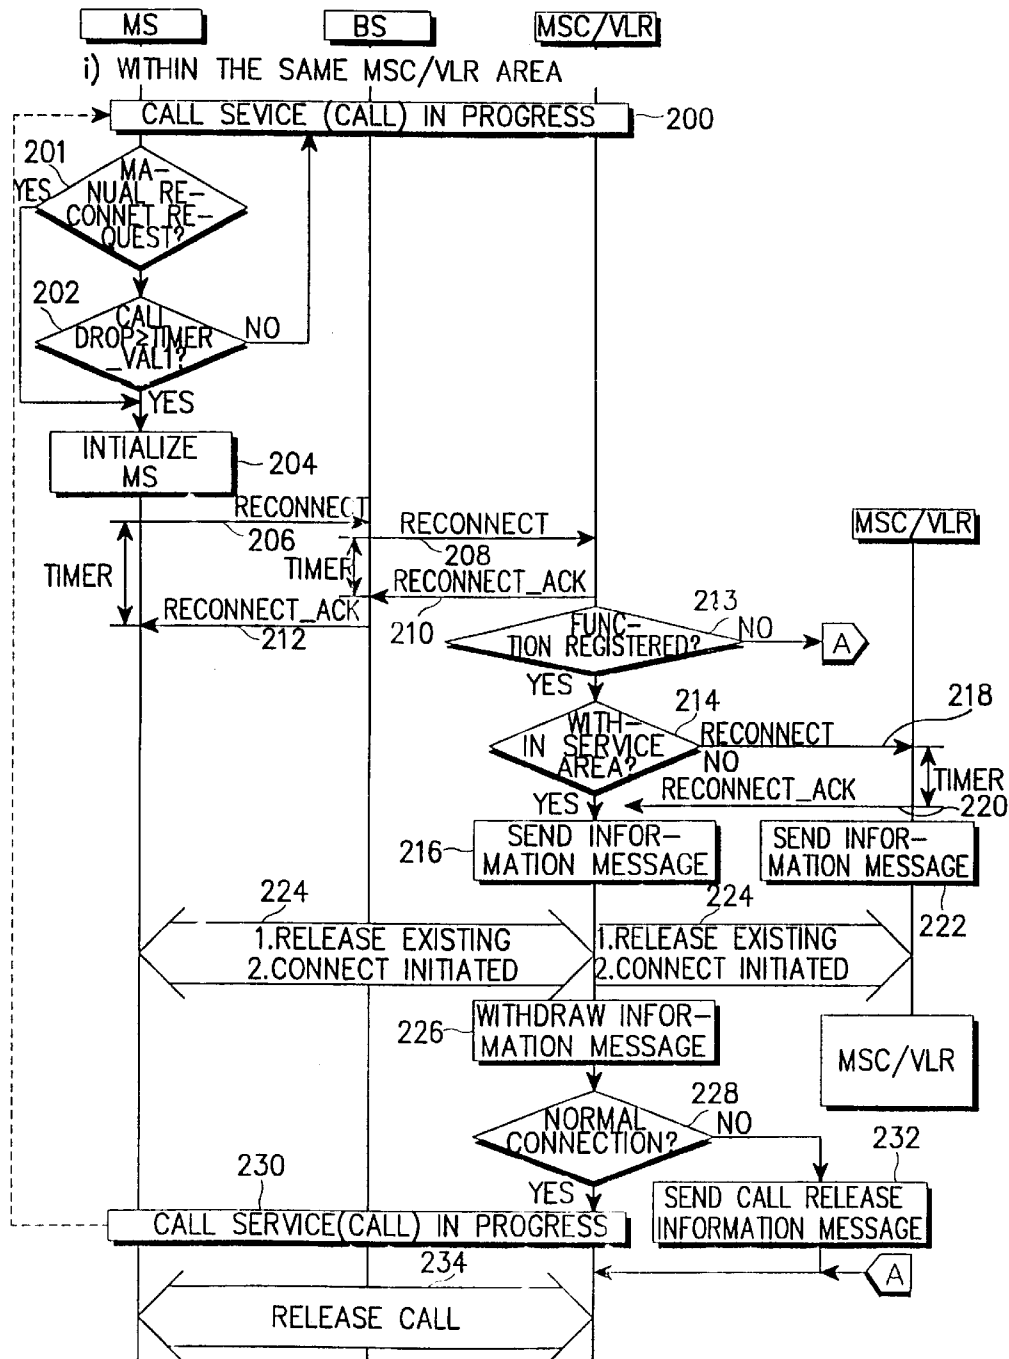 MS
BS
MSC/VLR
i) WITHIN THE SAME MSC/VLR AREA
CALL SEVICE (CALL) IN PROGRESS
200
201
YES
MA-
NUAL RE-
CONNET RE-
QUEST?
202
CALL
DROP≥TIMER
_VAL1?
NO
YES
INTIALIZE
MS
204
RECONNECT
206
RECONNECT
208
TIMER
TIMER
RECONNECT_ACK
210
RECONNECT_ACK
212
MSC/VLR
213
FUNC-
TION REGISTERED?
NO
A
YES
214
WITH-
IN SERVICE
AREA?
RECONNECT
218
NO
RECONNECT_ACK
TIMER
220
YES
216
SEND INFOR-
MATION MESSAGE
SEND INFOR-
MATION MESSAGE
222
224
1.RELEASE EXISTING
2.CONNECT INITIATED
224
1.RELEASE EXISTING
2.CONNECT INITIATED
226
WITHDRAW INFOR-
MATION MESSAGE
MSC/VLR
228
NORMAL
CONNECTION?
NO
YES
232
SEND CALL RELEASE
INFORMATION MESSAGE
230
CALL SERVICE(CALL) IN PROGRESS
A
234
RELEASE CALL